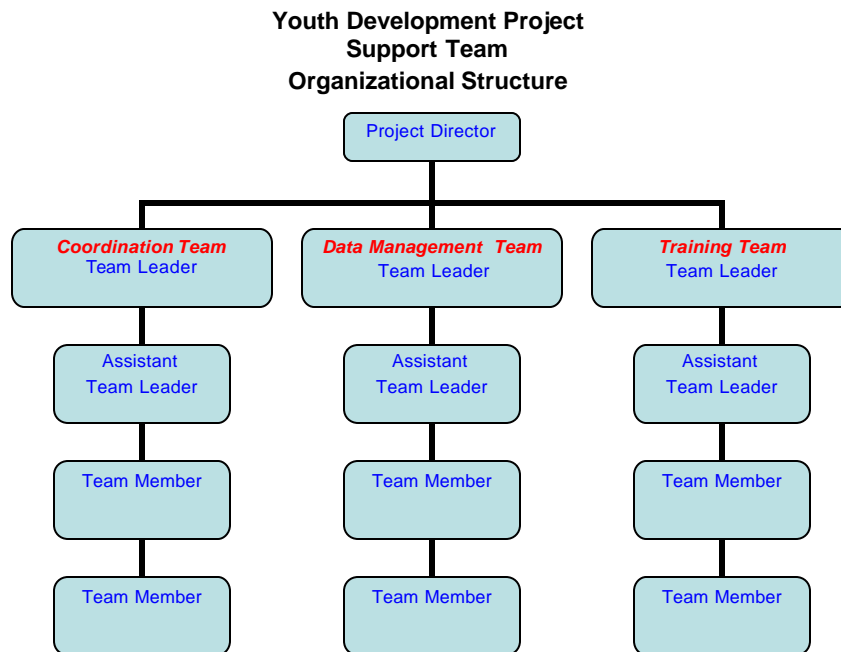 Youth Development Project
Support Team
Organizational Structure
Project Director
Coordination Team
Team Leader
Data Management Team
Team Leader
Training Team
Team Leader
Assistant
Team Leader
Assistant
Team Leader
Assistant
Team Leader
Team Member
Team Member
Team Member
Team Member
Team Member
Team Member